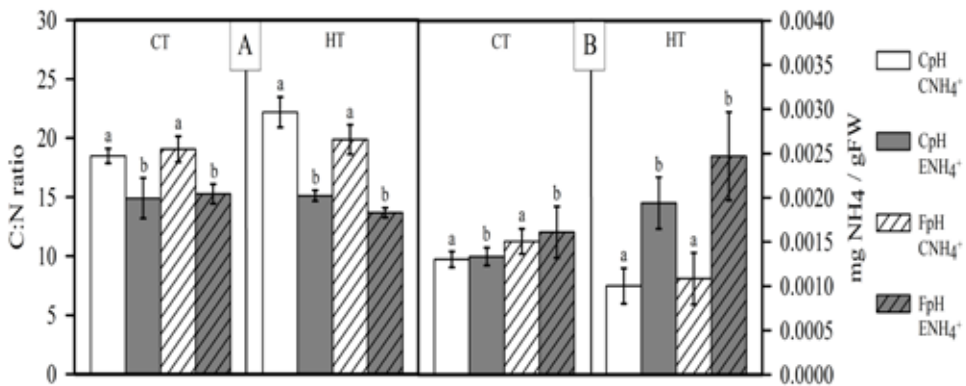 30
25
20
15
10
5
0
C:N ratio
CT
A
HT
a
b
a
b
a
b
a
b
CT
B
HT
a
b
a
b
a
b
a
b
0.0040
0.0035
0.0030
0.0025
0.0020
0.0015
0.0010
0.0005
0.0000
mg NH4 / gFW
CpH
CNH₄⁺
CpH
ENH₄⁺
FpH
CNH₄⁺
FpH
ENH₄⁺